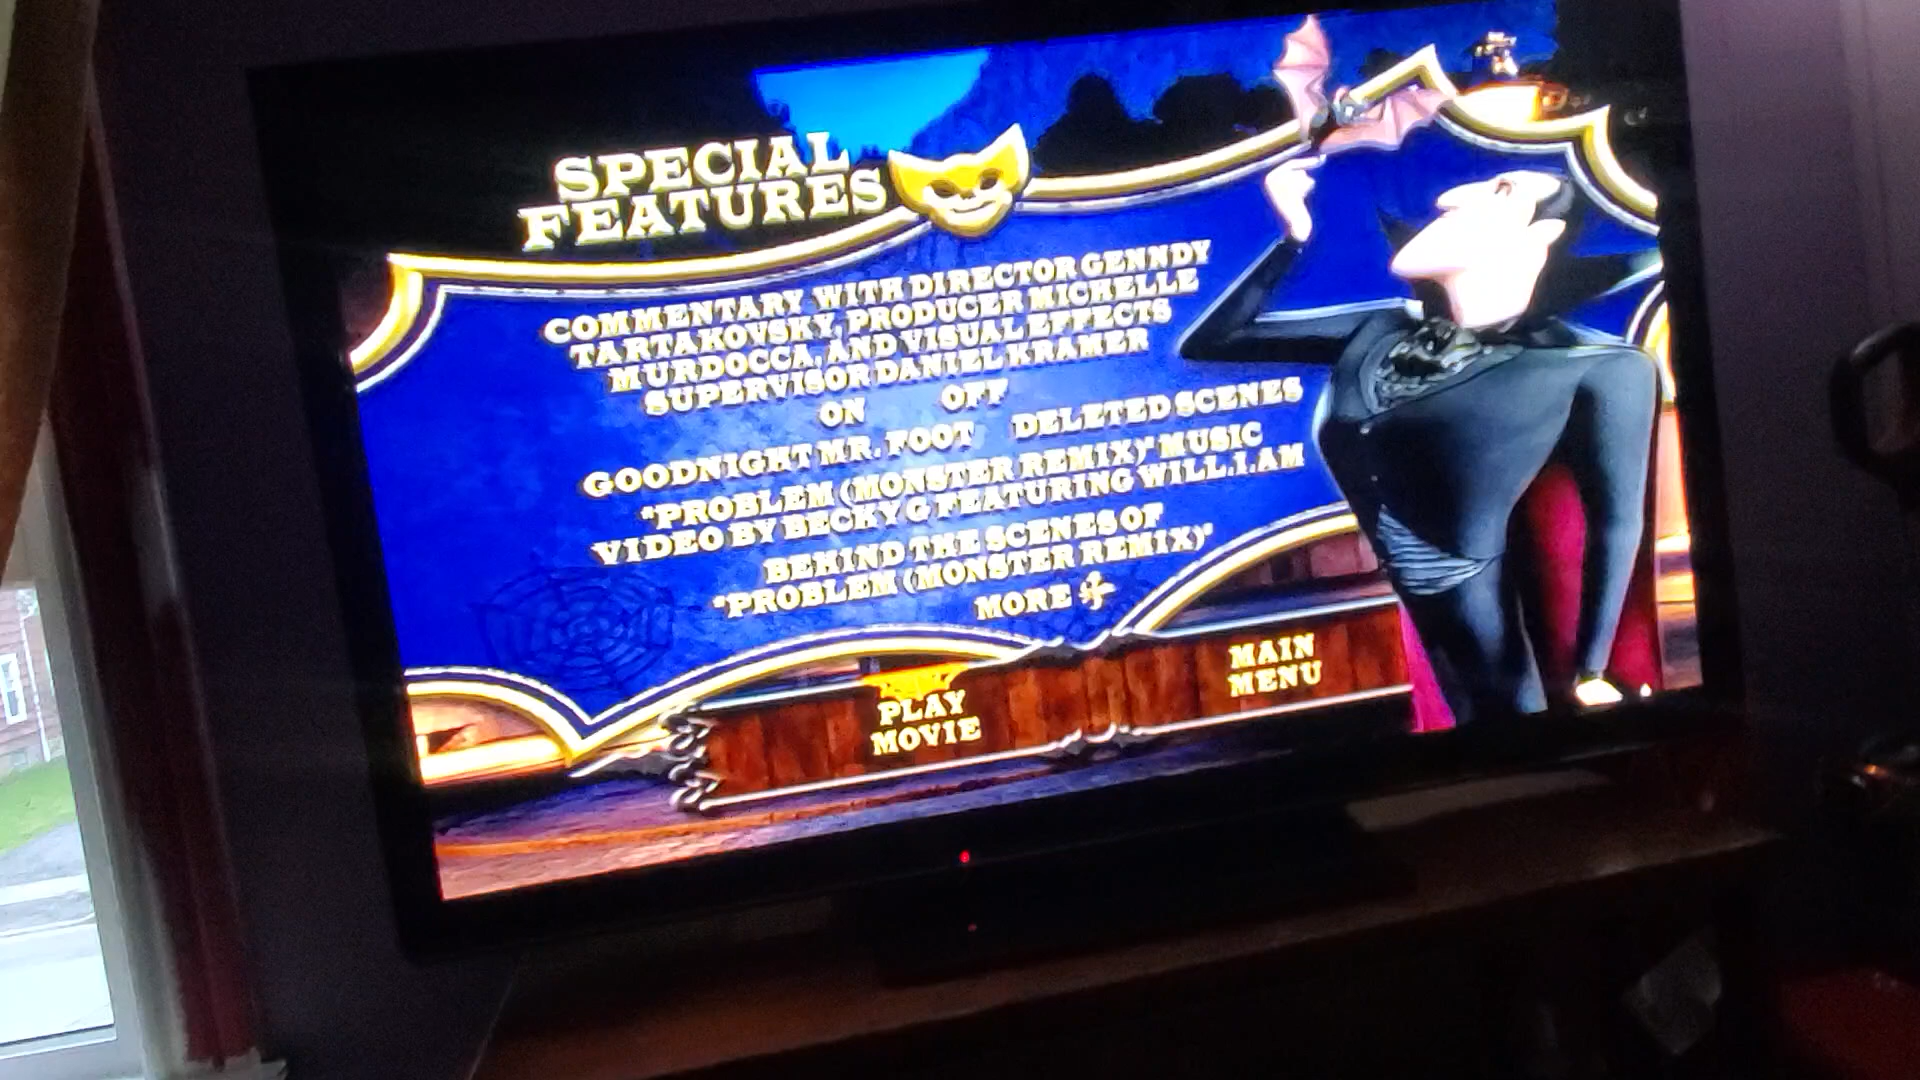 SPECIAL
FEATURES
COMMENTARY WITH DIRECTOR GENNDY
TARTAKOVSKY, PRODUCER MICHELLE
MURDOCCA, AND VISUAL EFFECTS
SUPERVISOR DANIEL KRAMER
ON OFF
GOODNIGHT MR. FOOT DELETED SCENES
"PROBLEM (MONSTER REMIX)" MUSIC
VIDEO BY BECKY G FEATURING WILL.I.AM
BEHIND THE SCENES OF
"PROBLEM (MONSTER REMIX)"
MORE
PLAY
MOVIE
MAIN
MENU